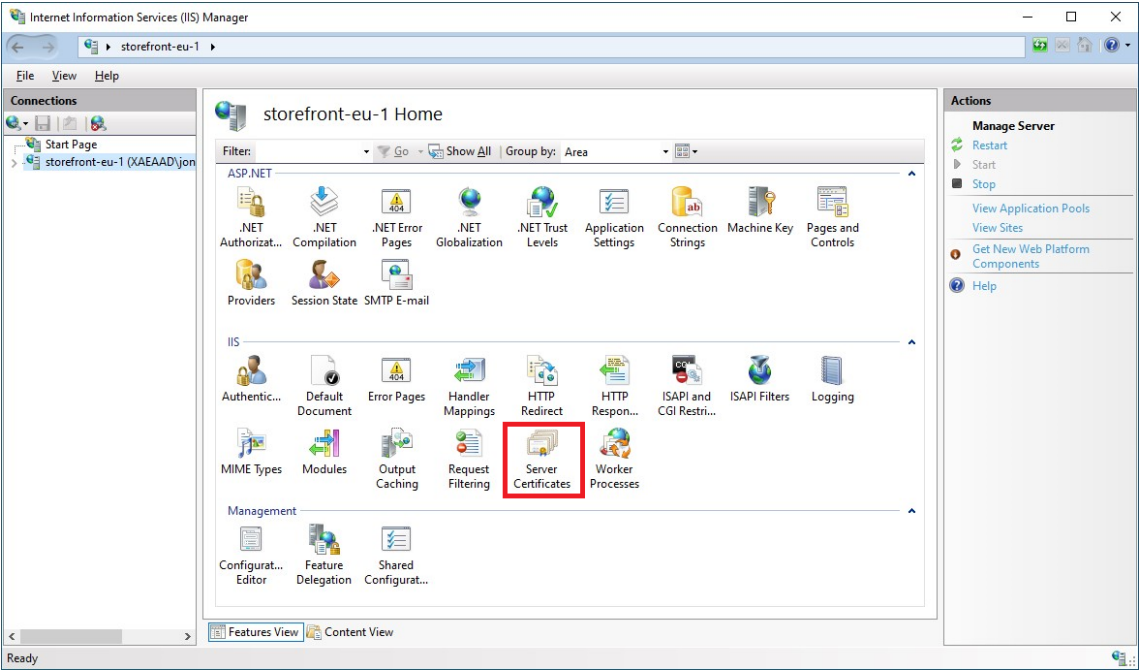 Internet Information Services (IIS) Manager
storefront-eu-1
File View Help
Connections
Start Page
storefront-eu-1 (XAEAAD\jon
storefront-eu-1 Home
Filter: Go Show All Group by: Area
ASP.NET
.NET Authorizat...
.NET Compilation
.NET Error Pages
.NET Globalization
.NET Trust Levels
Application Settings
Connection Strings
Machine Key
Pages and Controls
Providers
Session State
SMTP E-mail
IIS
Authentic...
Default Document
Error Pages
Handler Mappings
HTTP Redirect
HTTP Respon...
ISAPI and CGI Restri...
ISAPI Filters
Logging
MIME Types
Modules
Output Caching
Request Filtering
Server Certificates
Worker Processes
Management
Configurat... Editor
Feature Delegation
Shared Configurat...
Features View
Content View
Actions
Manage Server
Restart
Start
Stop
View Application Pools
View Sites
Get New Web Platform
Components
Help
Ready